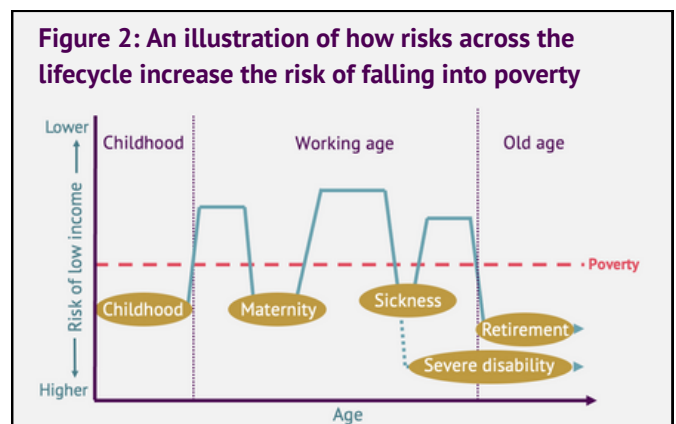 Figure 2: An illustration of how risks across the
lifecycle increase the risk of falling into poverty
Lower
Childhood
Working age
Old age
Risk of low income
Poverty
Childhood
Maternity
Sickness
Retirement
Severe disability
Higher
Age